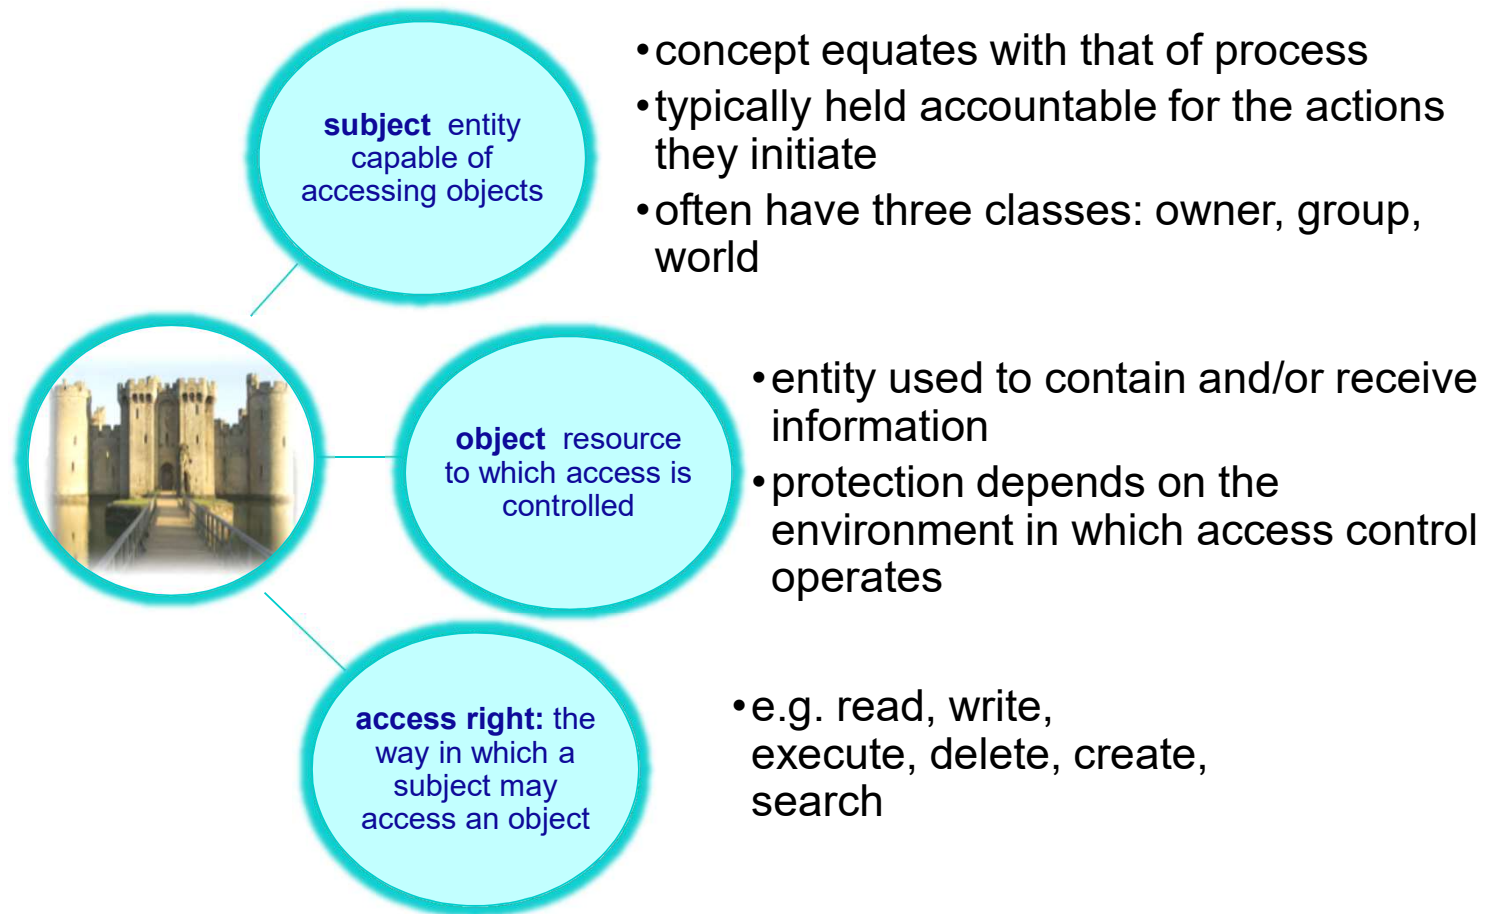 subject entity
capable of
accessing objects
•concept equates with that of process
•typically held accountable for the actions
they initiate
•often have three classes: owner, group,
world
object resource
to which access is
controlled
•entity used to contain and/or receive
information
•protection depends on the
environment in which access control
operates
access right: the
way in which a
subject may
access an object
•e.g. read, write,
execute, delete, create,
search